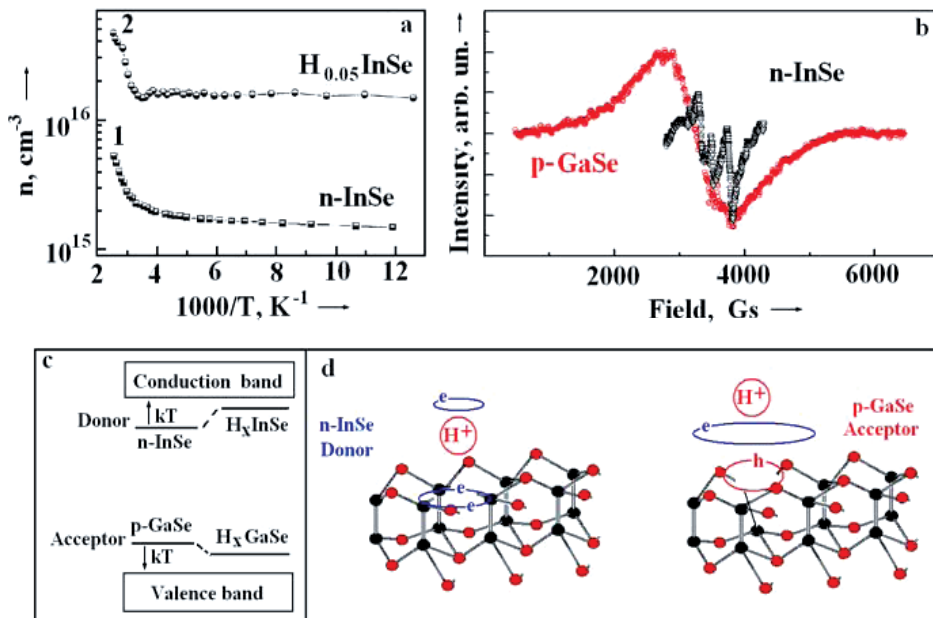 a
2
H0.05InSe
n, cm-3 →
10^16
1
n-InSe
10^15
2 4 6 8 10 12
1000/T, K-1 →
b
Intensity, arb. un. →
n-InSe
p-GaSe
2000 4000 6000
Field, Gs →
c
Conduction band
Donor
kT
n-InSe
HxInSe
Acceptor
p-GaSe
kT
HxGaSe
Valence band
d
n-InSe
Donor
e
H+
e
e
p-GaSe
Acceptor
H+
e
h